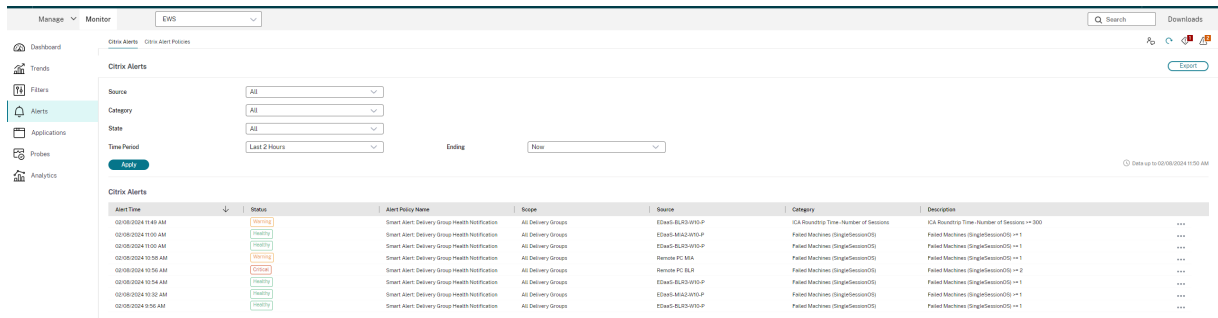 Manage Monitor EWS Search Downloads
Citrix Alerts Citrix Alert Policies
1 2
Dashboard
Trends
Filters
Alerts
Applications
Probes
Analytics
Citrix Alerts Export
Source All
Category All
State All
Time Period Last 2 Hours Ending Now
Apply Data up to 02/08/2024 11:50 AM
Citrix Alerts
Alert Time Status Alert Policy Name Scope Source Category Description
02/08/2024 11:49 AM Warning Smart Alert: Delivery Group Health Notification All Delivery Groups EDaaS-BLR3-W10-P ICA Roundtrip Time-Number of Sessions ICA Roundtrip Time-Number of Sessions >= 300
02/08/2024 11:00 AM Healthy Smart Alert: Delivery Group Health Notification All Delivery Groups EDaaS-MIA2-W10-P Failed Machines (SingleSessionOS) Failed Machines (SingleSessionOS) >= 1
02/08/2024 11:00 AM Healthy Smart Alert: Delivery Group Health Notification All Delivery Groups EDaaS-BLR3-W10-P Failed Machines (SingleSessionOS) Failed Machines (SingleSessionOS) >= 1
02/08/2024 10:58 AM Warning Smart Alert: Delivery Group Health Notification All Delivery Groups Remote PC MIA Failed Machines (SingleSessionOS) Failed Machines (SingleSessionOS) >= 1
02/08/2024 10:56 AM Critical Smart Alert: Delivery Group Health Notification All Delivery Groups Remote PC BLR Failed Machines (SingleSessionOS) Failed Machines (SingleSessionOS) >= 2
02/08/2024 10:54 AM Healthy Smart Alert: Delivery Group Health Notification All Delivery Groups EDaaS-BLR3-W10-P Failed Machines (SingleSessionOS) Failed Machines (SingleSessionOS) >= 1
02/08/2024 10:32 AM Healthy Smart Alert: Delivery Group Health Notification All Delivery Groups EDaaS-MIA2-W10-P Failed Machines (SingleSessionOS) Failed Machines (SingleSessionOS) >= 1
02/08/2024 9:56 AM Healthy Smart Alert: Delivery Group Health Notification All Delivery Groups EDaaS-BLR3-W10-P Failed Machines (SingleSessionOS) Failed Machines (SingleSessionOS) >= 1